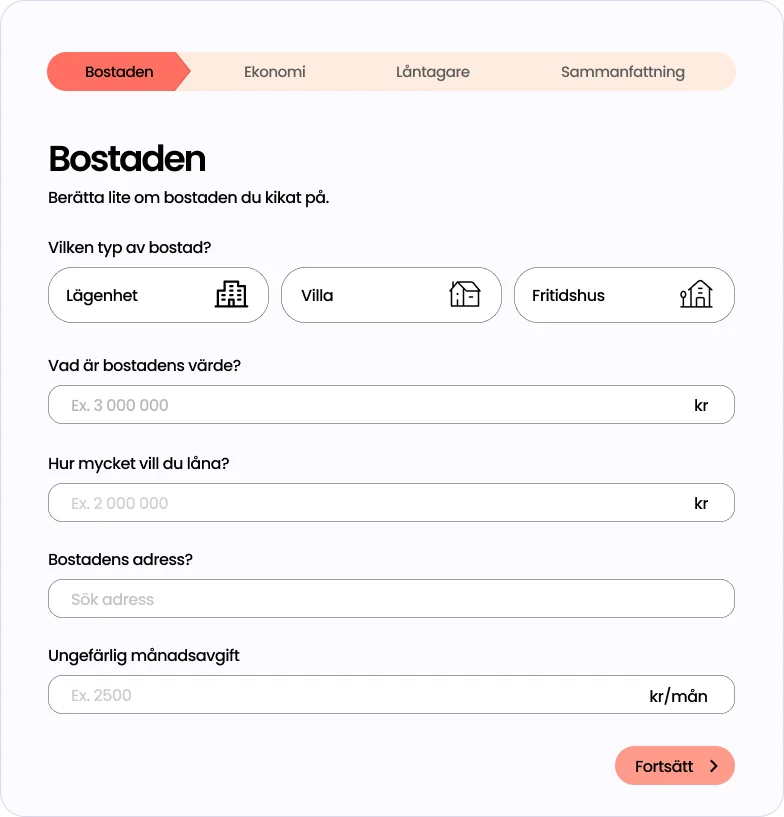 Bostaden Ekonomi Låntagare Sammanfattning
Bostaden
Berätta lite om bostaden du kikat på.
Vilken typ av bostad?
Lägenhet Villa Fritidshus
Vad är bostadens värde?
Ex. 3 000 000 kr
Hur mycket vill du låna?
Ex. 2 000 000 kr
Bostadens adress?
Sök adress
Ungefärlig månadsavgift
Ex. 2500 kr/mån
Fortsätt